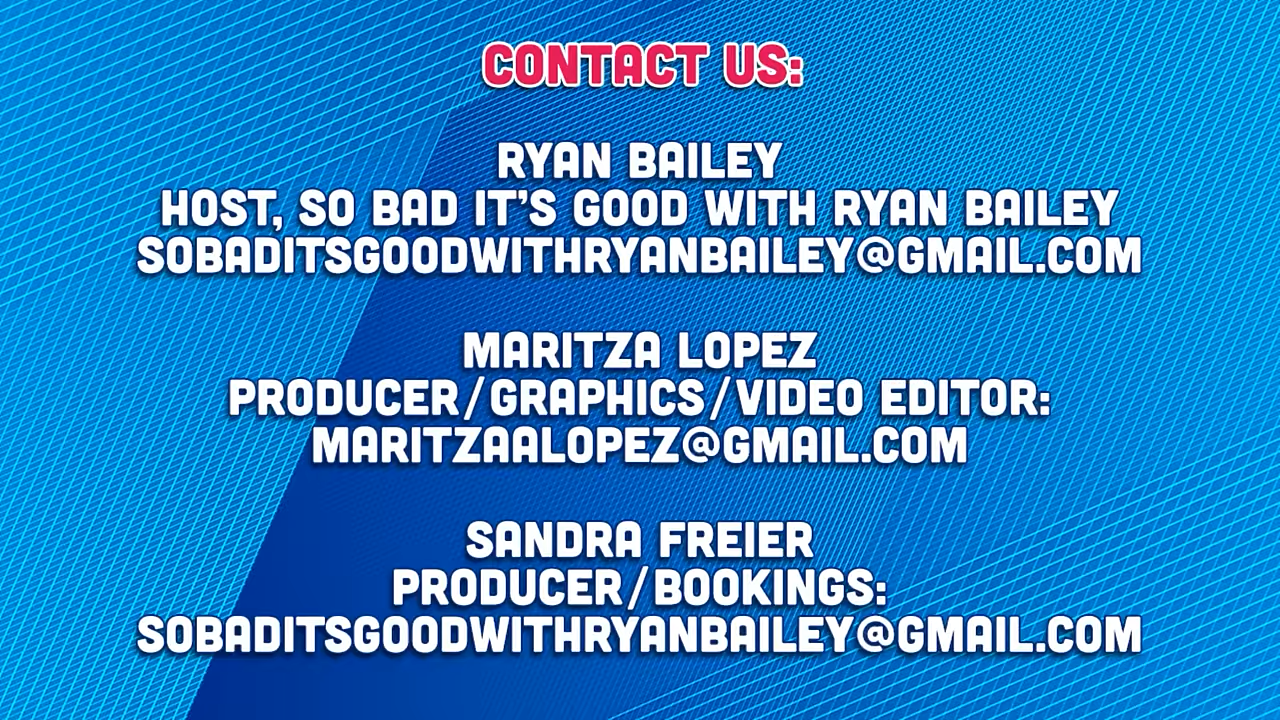 CONTACT US:
RYAN BAILEY
HOST, SO BAD IT'S GOOD WITH RYAN BAILEY
SOBADITSGOODWITHRYANBAILEY@GMAIL.COM
MARITZA LOPEZ
PRODUCER/GRAPHICS/VIDEO EDITOR:
MARITZAALOPEZ@GMAIL.COM
SANDRA FREIER
PRODUCER/BOOKINGS:
SOBADITSGOODWITHRYANBAILEY@GMAIL.COM